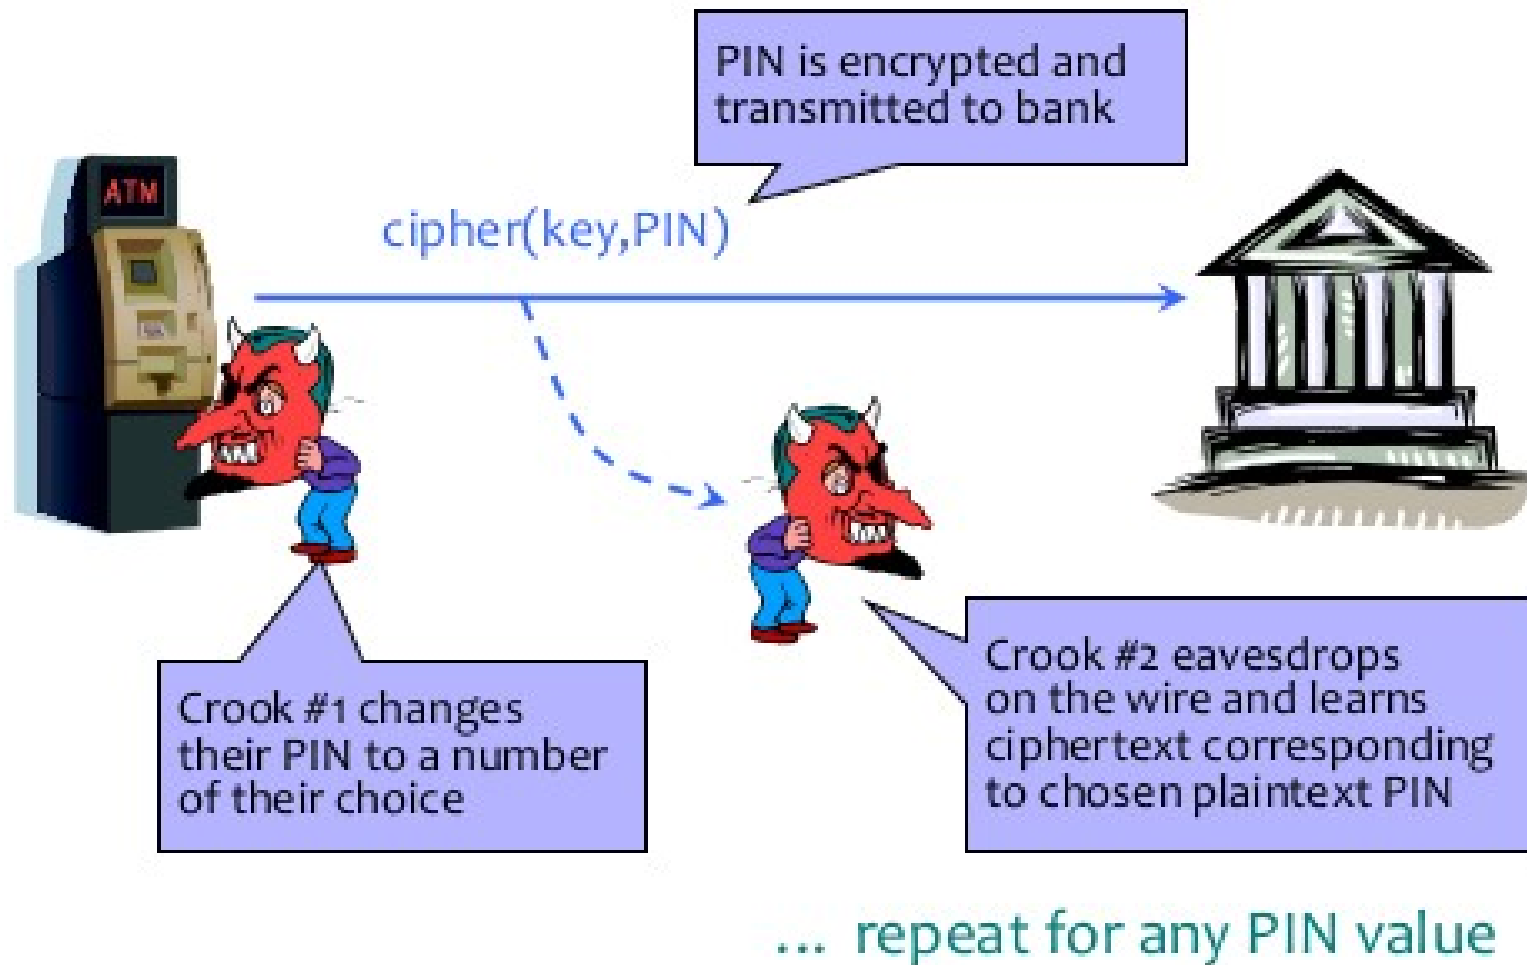 PIN is encrypted and
transmitted to bank
ATM
cipher(key,PIN)
Crook #1 changes
their PIN to a number
of their choice
Crook #2 eavesdrops
on the wire and learns
ciphertext corresponding
to chosen plaintext PIN
... repeat for any PIN value